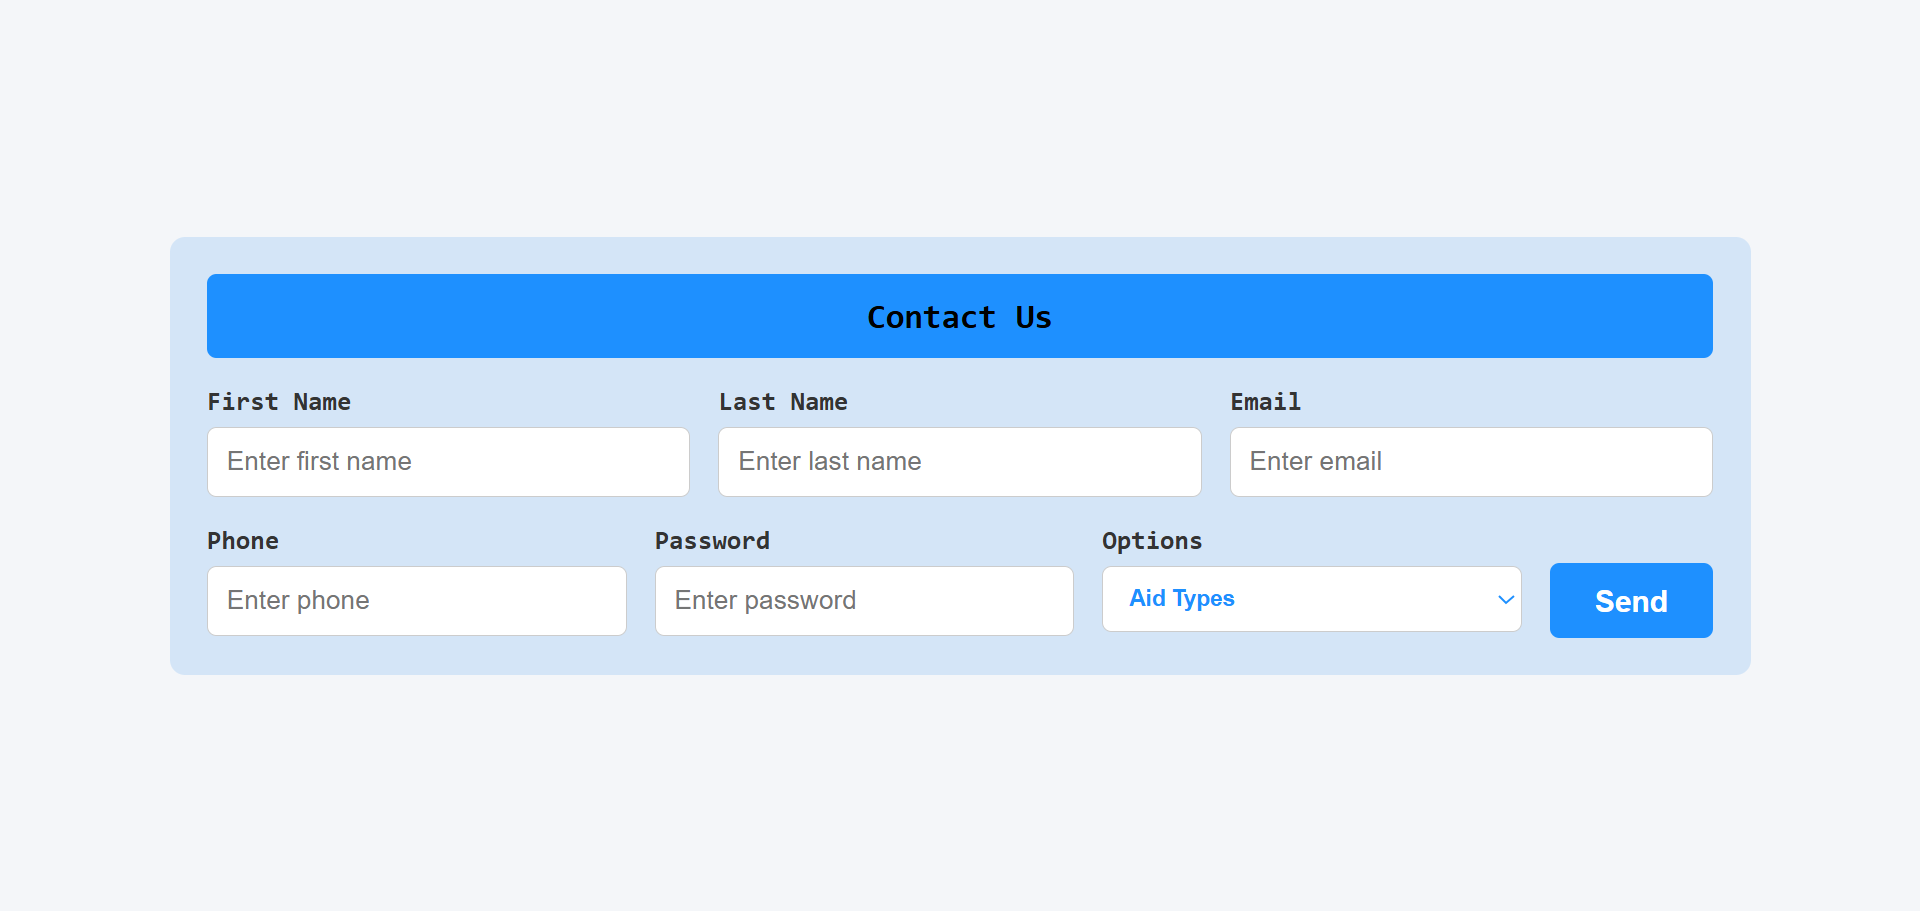 Contact Us
First Name
Last Name
Email
Enter first name
Enter last name
Enter email
Phone
Password
Options
Enter phone
Enter password
Aid Types
Send